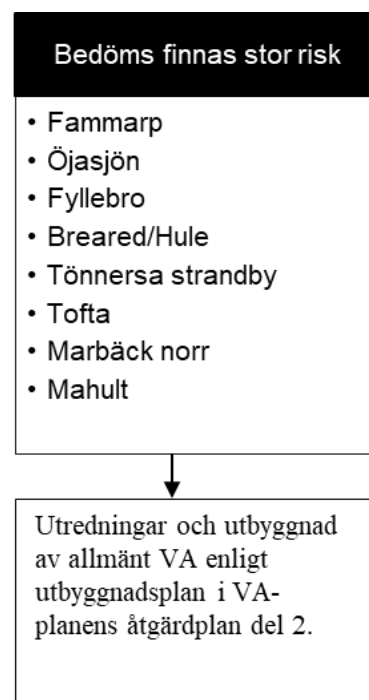 Bedöms finnas stor risk
• Fammarp
• Öjasjön
• Fyllebro
• Breared/Hule
• Tönnersa strandby
• Tofta
• Marbäck norr
• Mahult
Utredningar och utbyggnad
av allmänt VA enligt
utbyggnadsplan i VA-
planens åtgärdplan del 2.